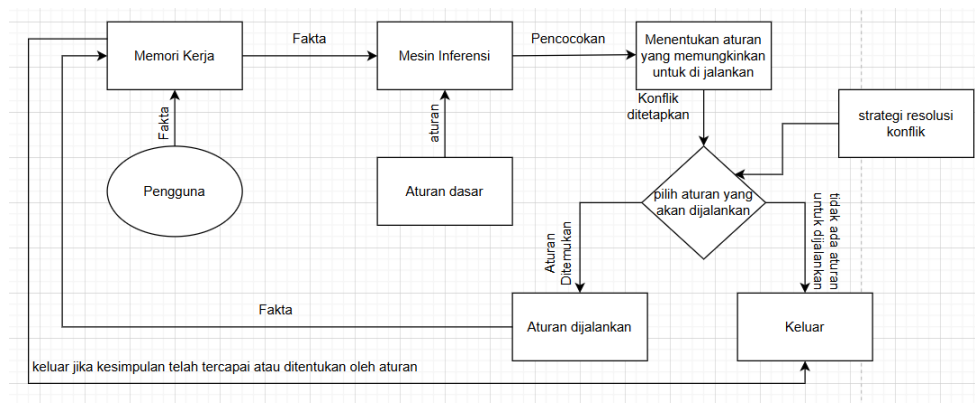 Memori Kerja
Fakta
Mesin Inferensi
Pencocokan
Menentukan aturan
yang memungkinkan
untuk di jalankan
Fakta
aturan
Konflik
ditetapkan
strategi resolusi
konflik
Pengguna
Aturan dasar
pilih aturan yang
akan dijalankan
Aturan
Ditemukan
tidak ada aturan
untuk dijalankan
Fakta
Aturan dijalankan
Keluar
keluar jika kesimpulan telah tercapai atau ditentukan oleh aturan